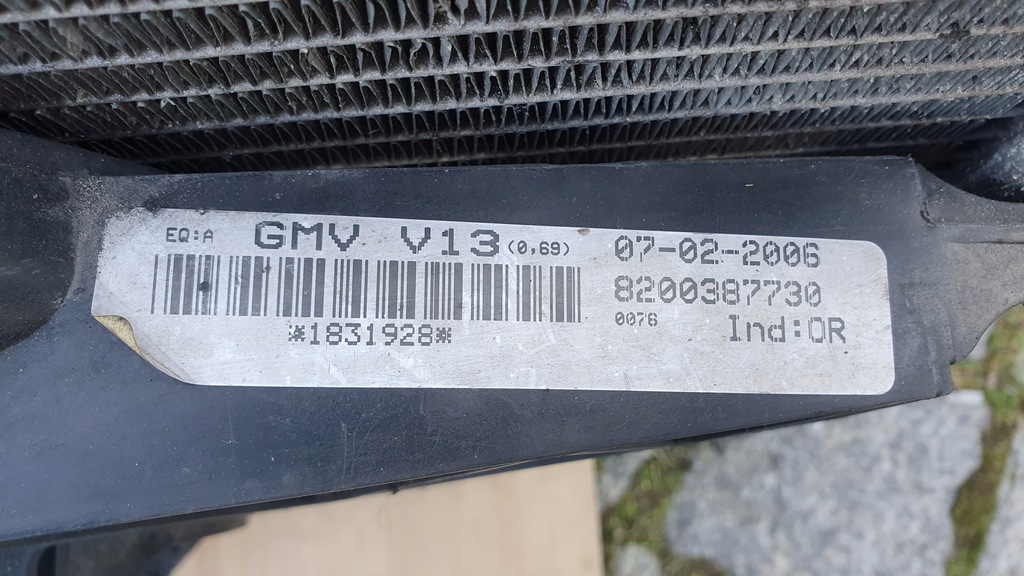 EQ:A GMV V13 (0,69) 07-02-2006
8200387730
0076 Ind:OR
*1831928*